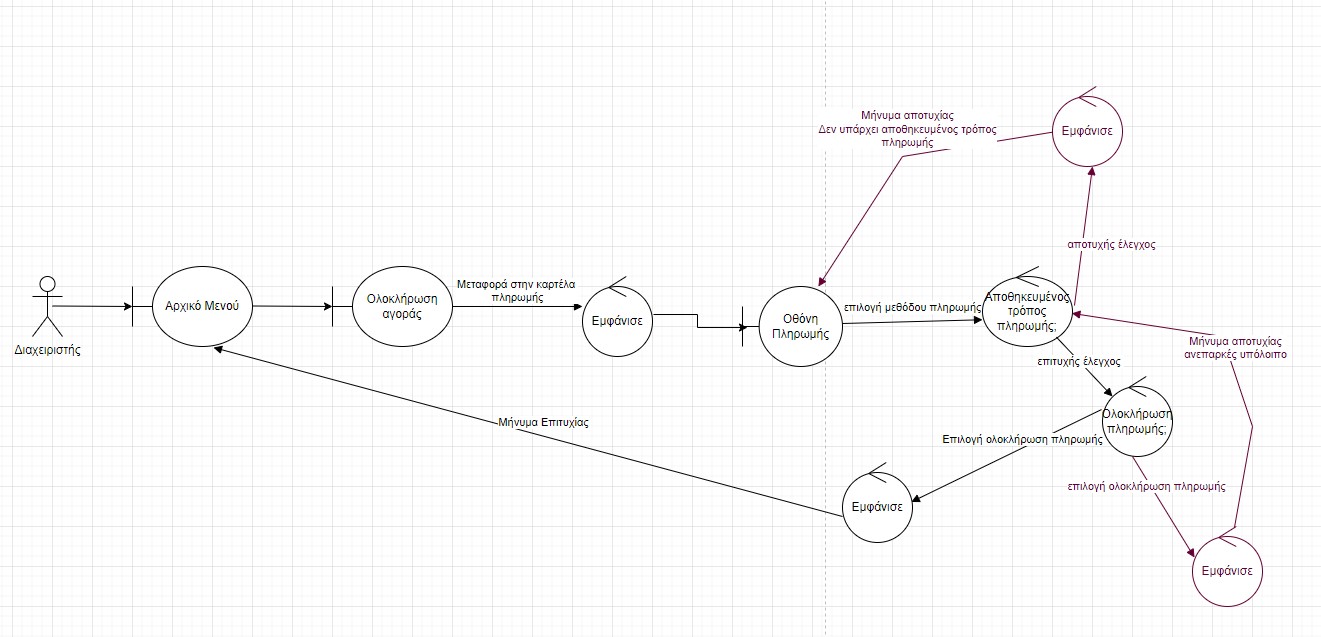 Μήνυμα αποτυχίας
Δεν υπάρχει αποθηκευμένος τρόπος
πληρωμής
Εμφάνισε
αποτυχής έλεγχος
Διαχειριστής
Αρχικό Μενού
Ολοκλήρωση
αγοράς
Μεταφορά στην καρτέλα
πληρωμής
Εμφάνισε
Οθόνη
Πληρωμής
επιλογή μεθόδου πληρωμής
Αποθηκευμένος
τρόπος
πληρωμής;
Μήνυμα αποτυχίας
ανεπαρκές υπόλοιπο
επιτυχής έλεγχος
Ολοκλήρωση
πληρωμής;
Μήνυμα Επιτυχίας
Επιλογή ολοκλήρωση πληρωμής
επιλογή ολοκλήρωση πληρωμής
Εμφάνισε
Εμφάνισε